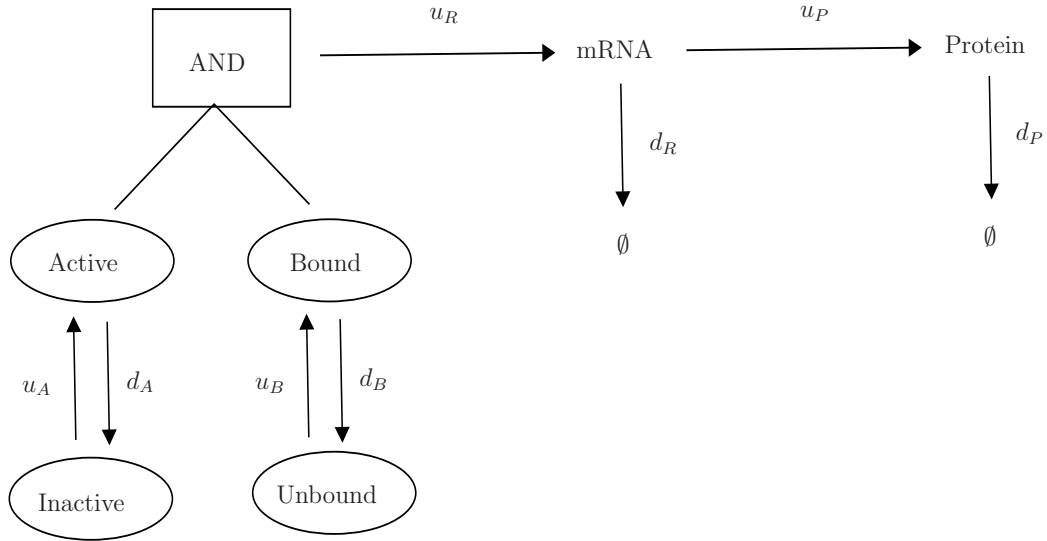 AND
u_R
mRNA
u_P
Protein
d_R
d_P
∅
∅
Active
Bound
u_A
d_A
u_B
d_B
Inactive
Unbound